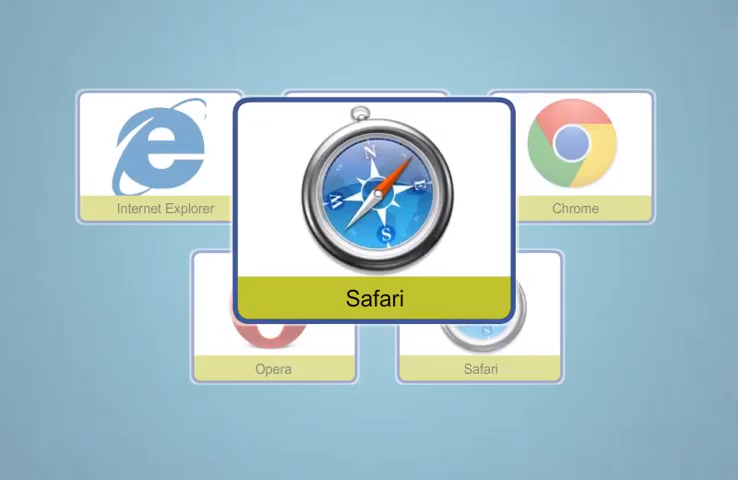 Internet Explorer
Chrome
N
E
W
S
Safari
Opera
S
Safari